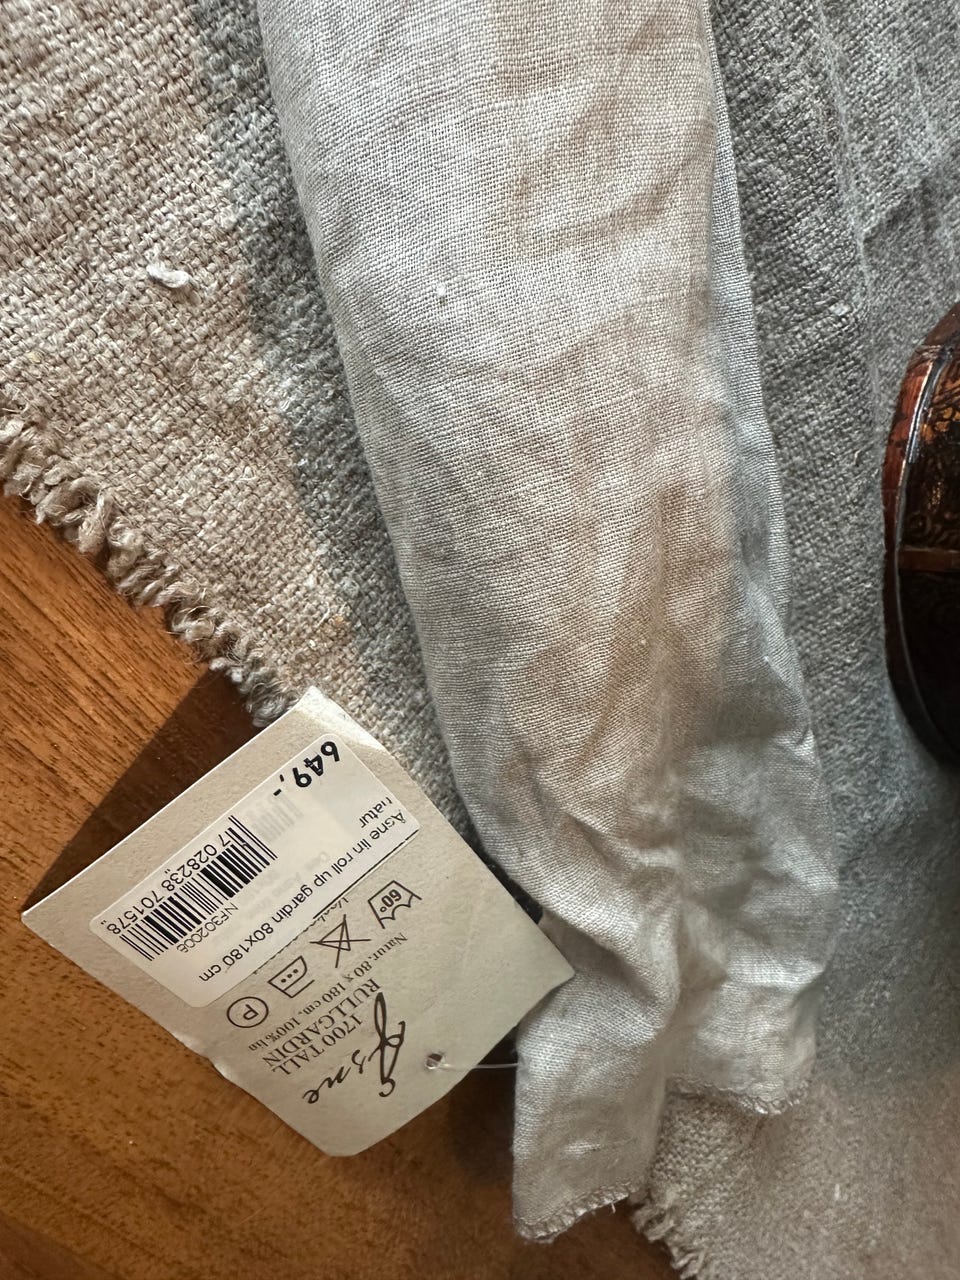 Åsne
1700 TALL
RULLGARDIN
Natur, 80 x 180 cm, 100% lin
60°
P
Åsne lin roll up gardin 80x180 cm
natur
NF302006
7 028238 701578
649,-